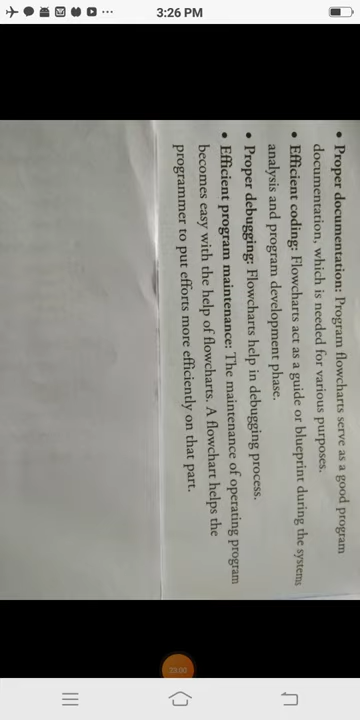 3:26 PM
• Proper documentation: Program flowcharts serve as a good program
documentation, which is needed for various purposes.
• Efficient coding: Flowcharts act as a guide or blueprint during the systems
analysis and program development phase.
• Proper debugging: Flowcharts help in debugging process.
• Efficient program maintenance: The maintenance of operating program
becomes easy with the help of flowcharts. A flowchart helps the
programmer to put efforts more efficiently on that part.
23:00